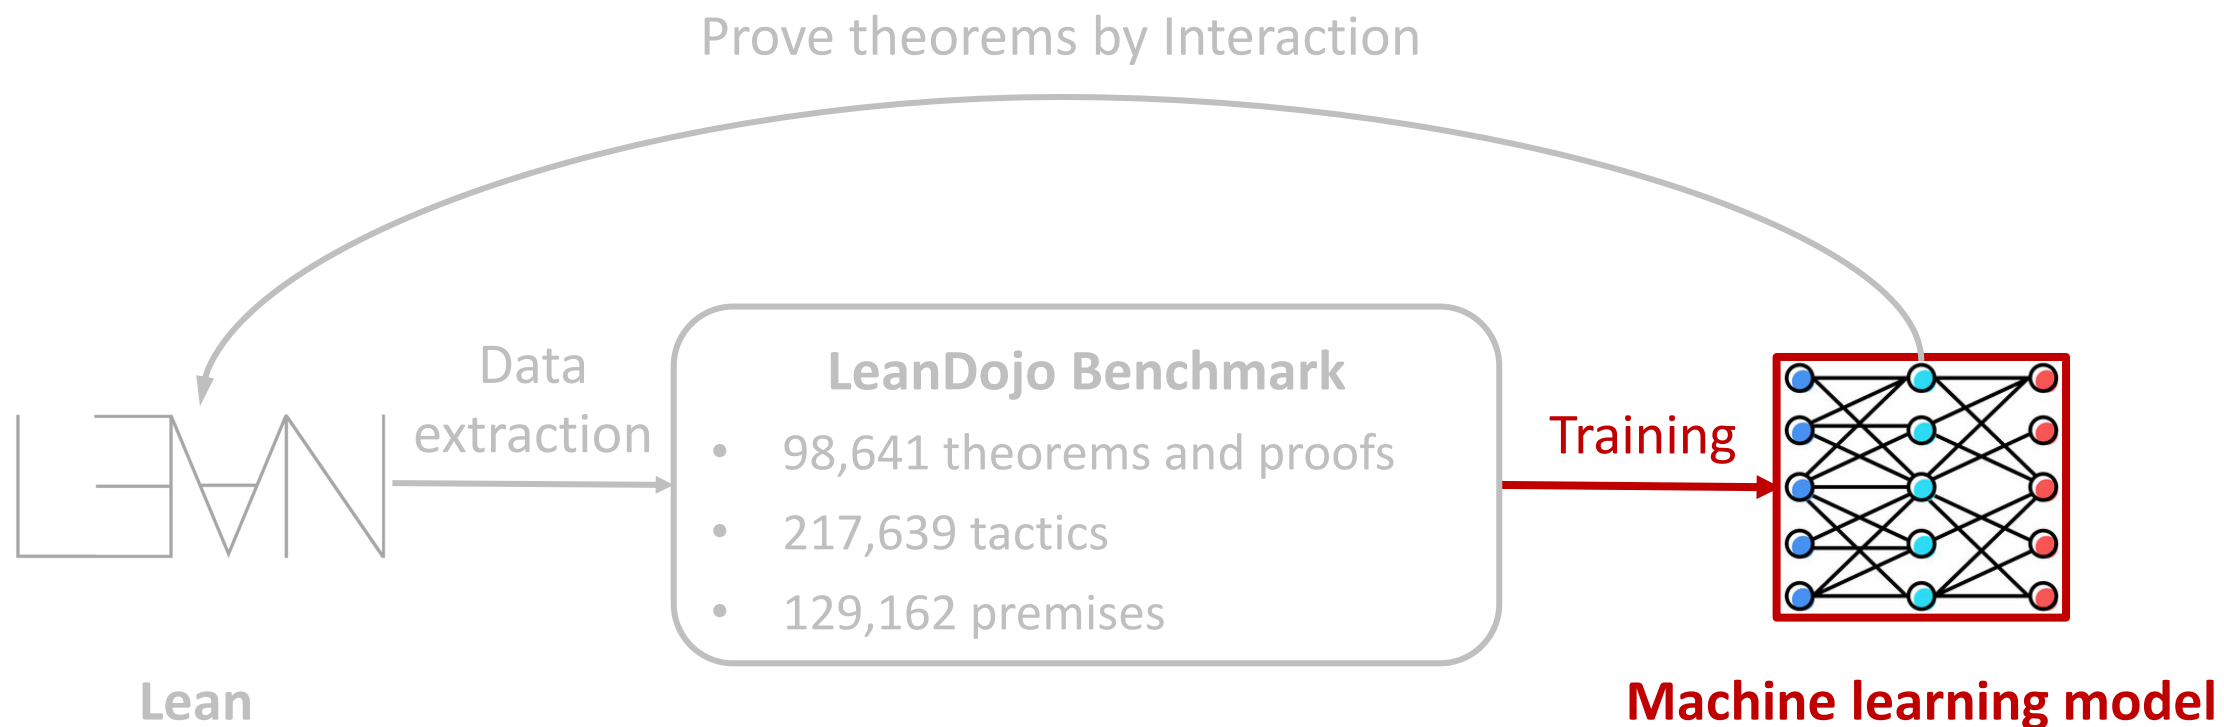 Prove theorems by Interaction
Data
extraction
LEAN
Lean
LeanDojo Benchmark
• 98,641 theorems and proofs
• 217,639 tactics
• 129,162 premises
Training
Machine learning model